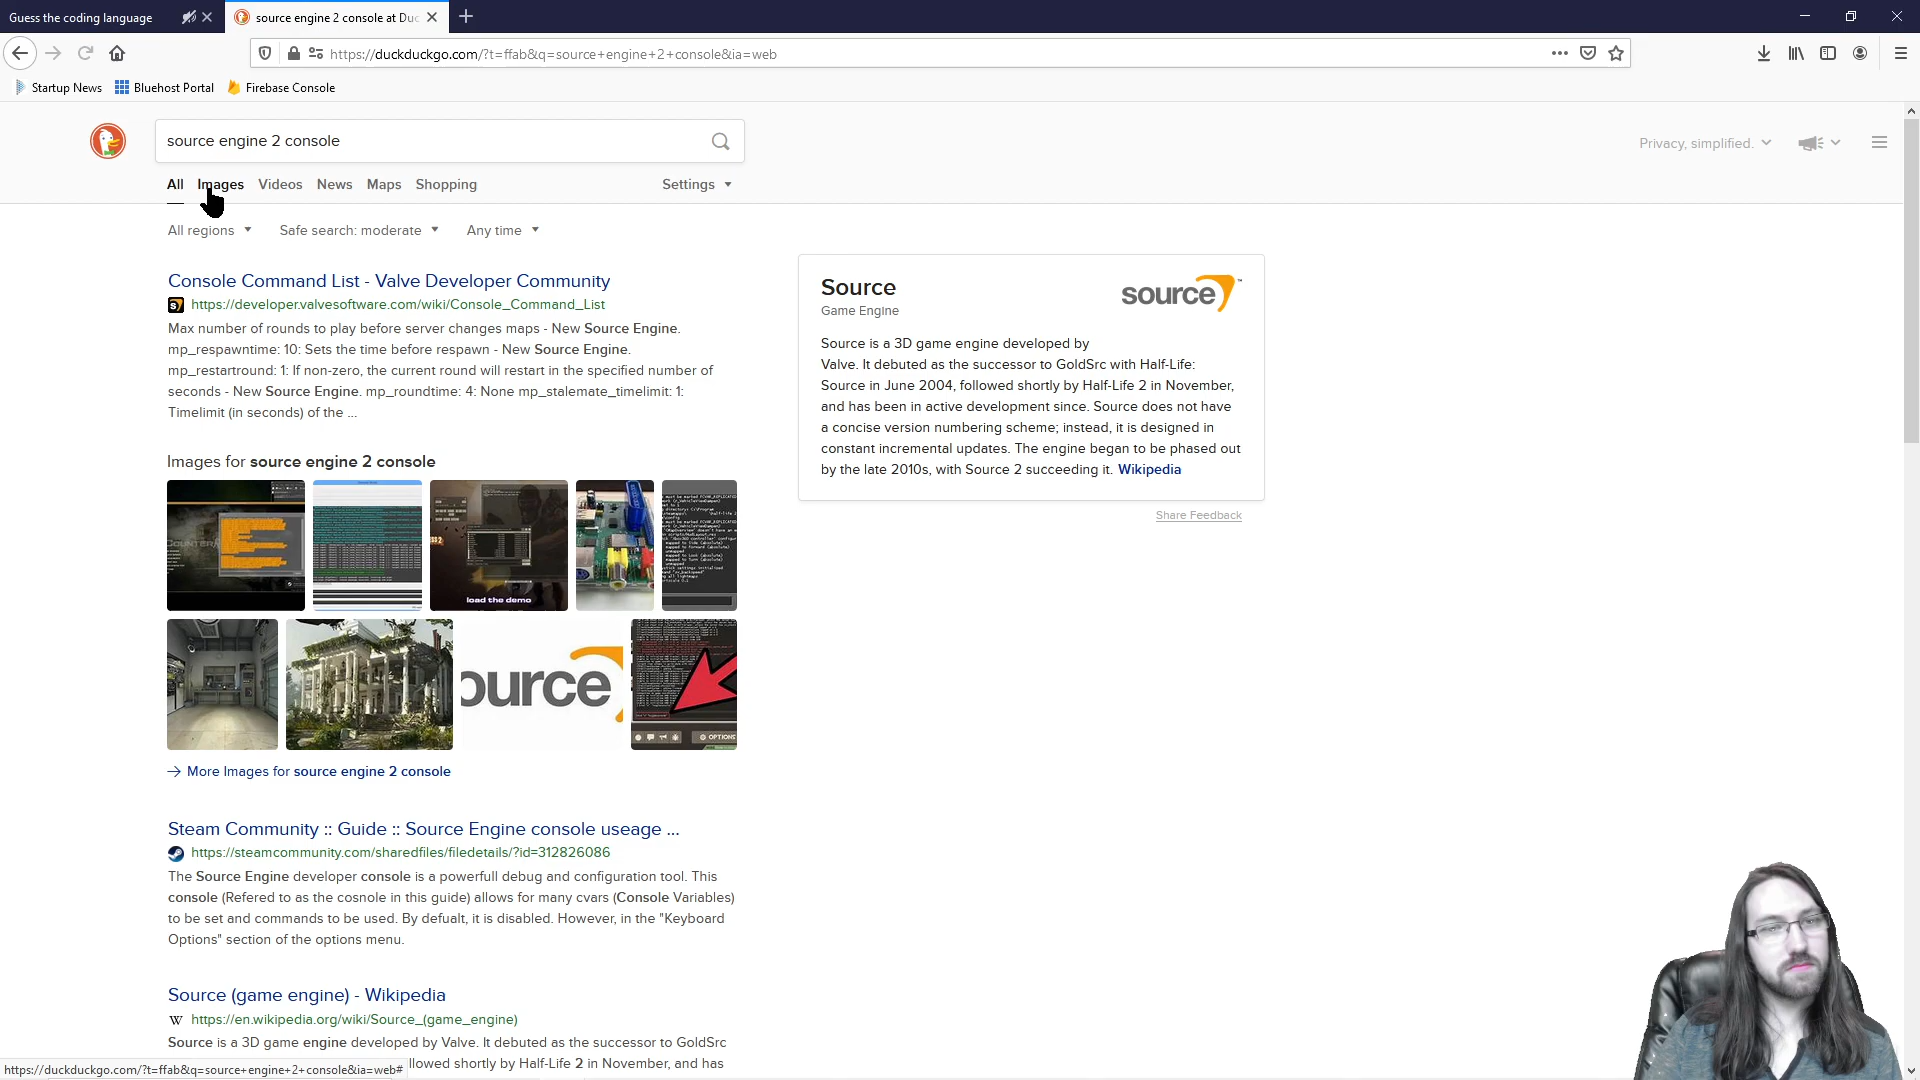 Guess the coding language
source engine 2 console at Duc
https://duckduckgo.com/?t=ffab&q=source+engine+2+console&ia=web
Startup News
Bluehost Portal
Firebase Console
source engine 2 console
Privacy, simplified.
All
Images
Videos
News
Maps
Shopping
Settings
All regions
Safe search: moderate
Any time
Console Command List - Valve Developer Community
https://developer.valvesoftware.com/wiki/Console_Command_List
Max number of rounds to play before server changes maps - New Source Engine.
mp_respawntime: 10: Sets the time before respawn - New Source Engine.
mp_restartround: 1: If non-zero, the current round will restart in the specified number of
seconds - New Source Engine. mp_roundtime: 4: None mp_stalemate_timelimit: 1:
Timelimit (in seconds) of the ...
Source
Game Engine
source
Source is a 3D game engine developed by
Valve. It debuted as the successor to GoldSrc with Half-Life:
Source in June 2004, followed shortly by Half-Life 2 in November,
and has been in active development since. Source does not have
a concise version numbering scheme; instead, it is designed in
constant incremental updates. The engine began to be phased out
by the late 2010s, with Source 2 succeeding it. Wikipedia
Share Feedback
Images for source engine 2 console
load the demo
ource
OPTIONS
More Images for source engine 2 console
Steam Community :: Guide :: Source Engine console useage ...
https://steamcommunity.com/sharedfiles/filedetails/?id=312826086
The Source Engine developer console is a powerfull debug and configuration tool. This
console (Refered to as the cosnole in this guide) allows for many cvars (Console Variables)
to be set and commands to be used. By defualt, it is disabled. However, in the "Keyboard
Options" section of the options menu.
Source (game engine) - Wikipedia
W https://en.wikipedia.org/wiki/Source_(game_engine)
Source is a 3D game engine developed by Valve. It debuted as the successor to GoldSrc
llowed shortly by Half-Life 2 in November, and has
https://duckduckgo.com/?t=ffab&q=source+engine+2+console&ia=web#